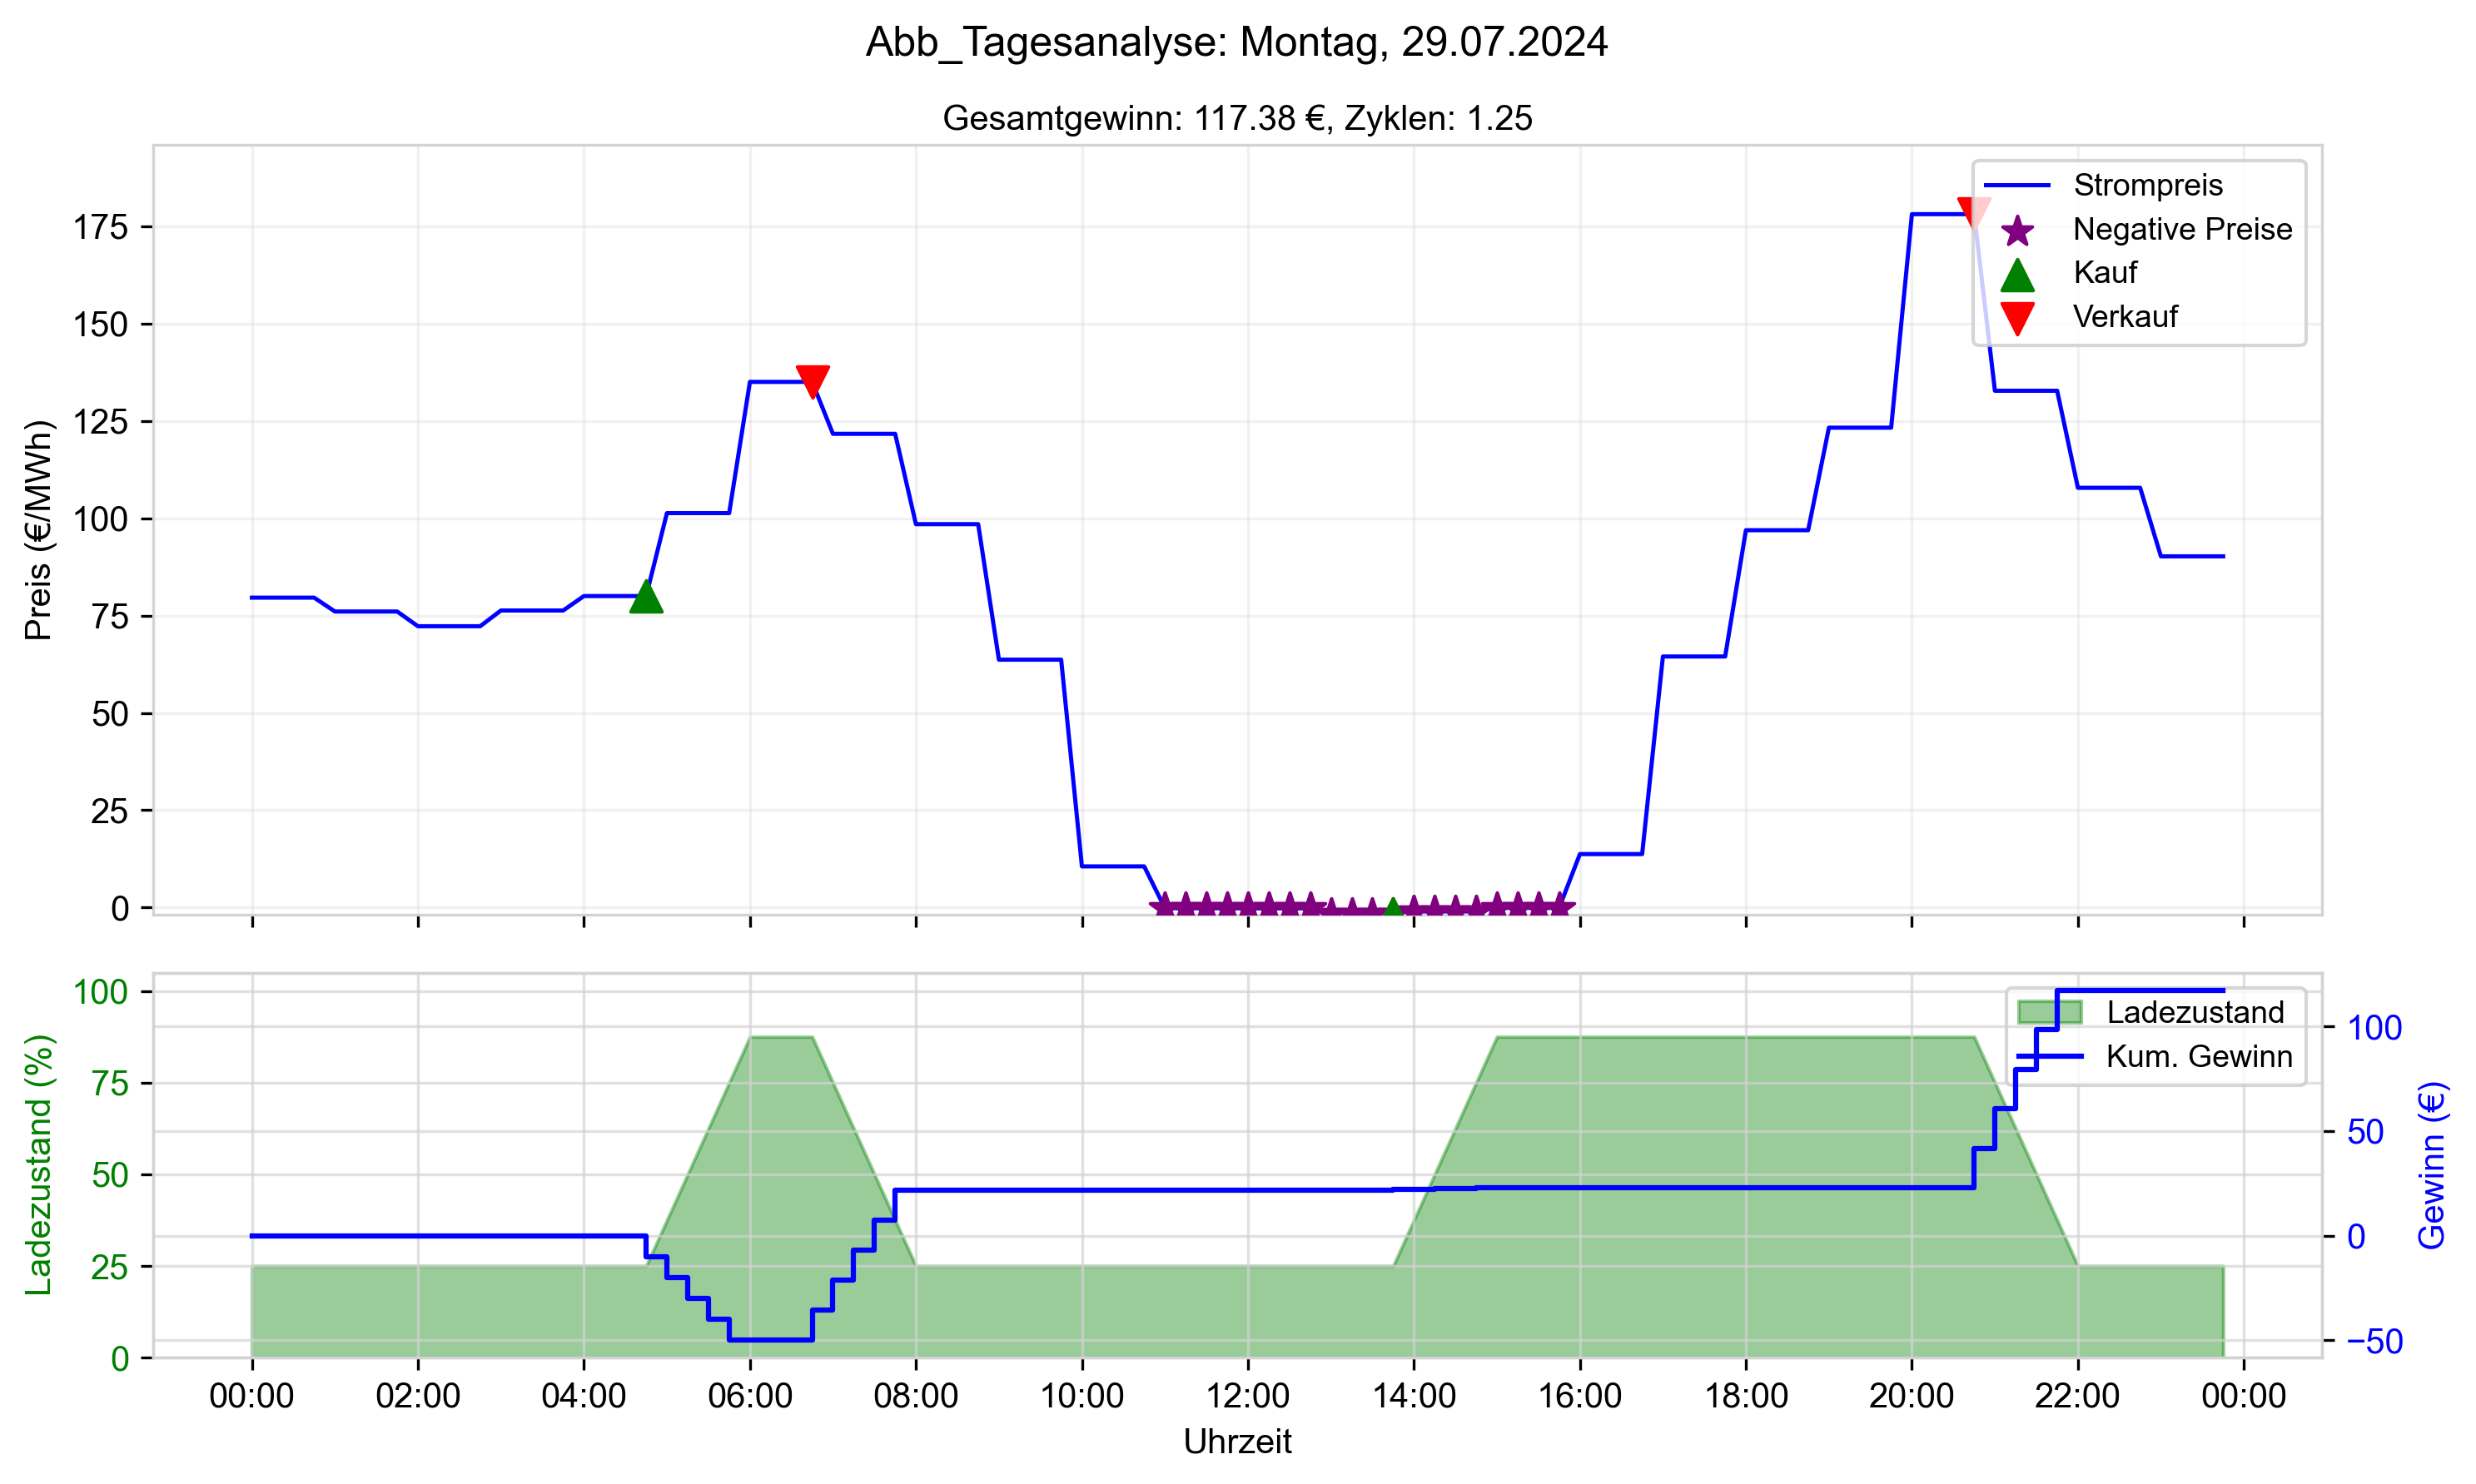 Abb_Tagesanalyse: Montag, 29.07.2024
Gesamtgewinn: 117.38 €, Zyklen: 1.25
Preis (€/MWh)
175
150
125
100
75
50
25
0
Strompreis
Negative Preise
Kauf
Verkauf
Ladezustand (%)
100
75
50
25
0
Ladezustand
Kum. Gewinn
100
50
0
−50
Gewinn (€)
00:00 02:00 04:00 06:00 08:00 10:00 12:00 14:00 16:00 18:00 20:00 22:00 00:00
Uhrzeit